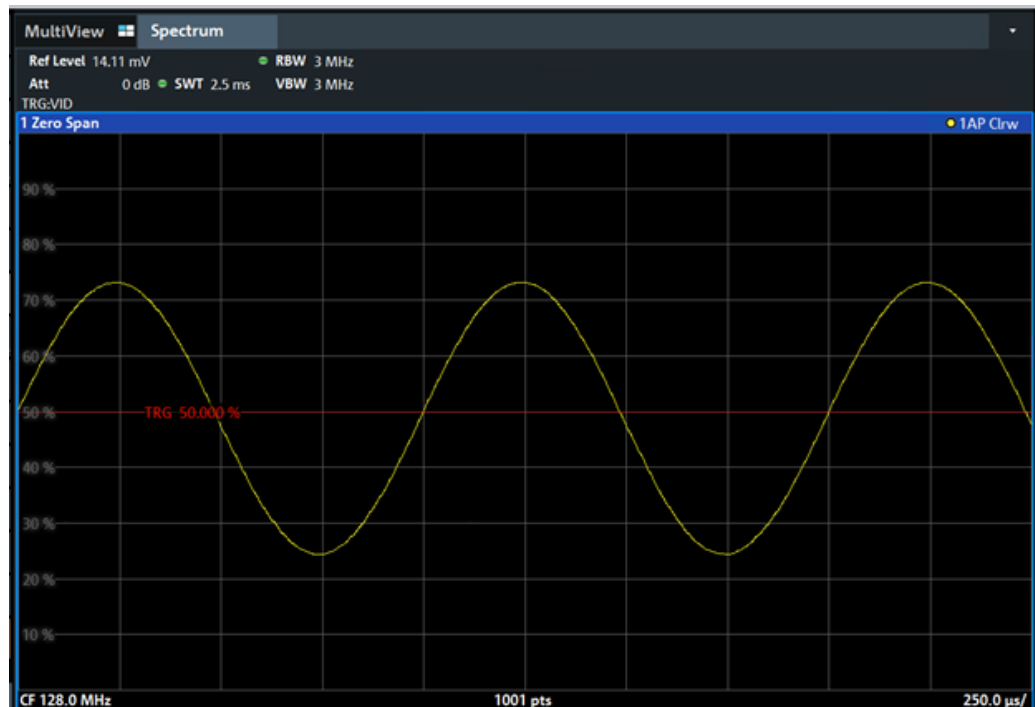 MultiView Spectrum
Ref Level 14.11 mV RBW 3 MHz
Att 0 dB SWT 2.5 ms VBW 3 MHz
TRG:VID
1 Zero Span 1AP Clrw
90 %
80 %
70 %
60 %
50 % TRG 50.000 %
40 %
30 %
20 %
10 %
CF 128.0 MHz 1001 pts 250.0 µs/